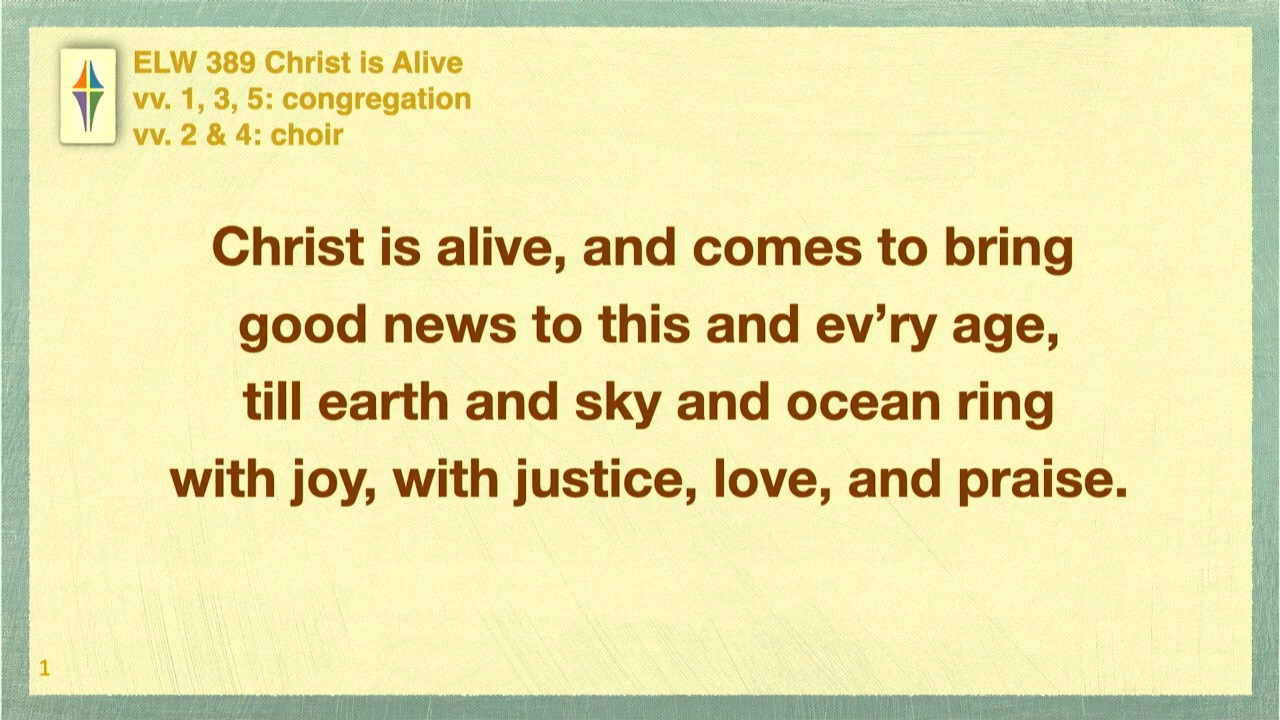 ELW 389 Christ is Alive
vv. 1, 3, 5: congregation
vv. 2 & 4: choir
Christ is alive, and comes to bring
good news to this and ev’ry age,
till earth and sky and ocean ring
with joy, with justice, love, and praise.
1